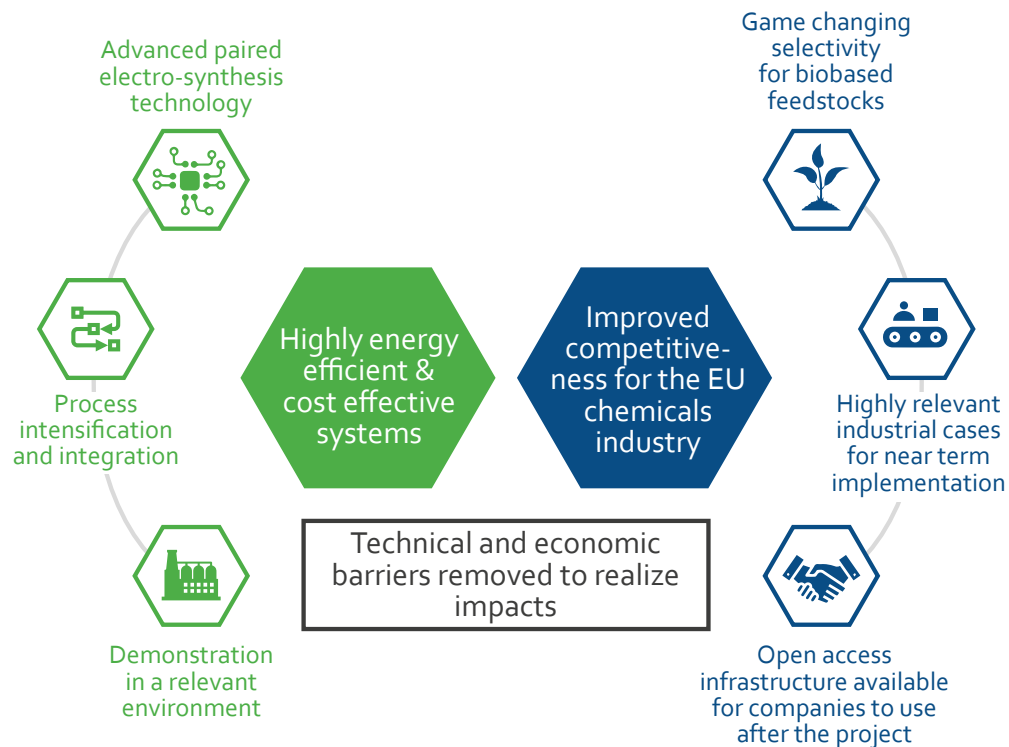 Advanced paired
electro-synthesis
technology
Process
intensification
and integration
Demonstration
in a relevant
environment
Highly energy
efficient &
cost effective
systems
Improved
competitive-
ness for the EU
chemicals
industry
Technical and economic
barriers removed to realize
impacts
Game changing
selectivity
for biobased
feedstocks
Highly relevant
industrial cases
for near term
implementation
Open access
infrastructure available
for companies to use
after the project